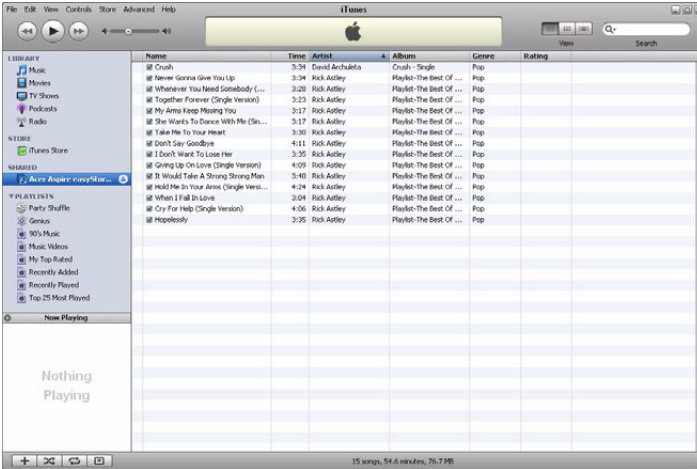 File Edit View Controls Store Advanced Help
iTunes
View
Search
LIBRARY
Music
Movies
TV Shows
Podcasts
Radio
STORE
iTunes Store
SHARED
Acer Aspire easyStor...
PLAYLISTS
Party Shuffle
Genius
90's Music
Music Videos
My Top Rated
Recently Added
Recently Played
Top 25 Most Played
Now Playing
Nothing
Playing
Name Time Artist Album Genre Rating
Crush 3:34 David Archuleta Crush - Single Pop
Never Gonna Give You Up 3:34 Rick Astley Playlist-The Best Of ... Pop
Whenever You Need Somebody (... 3:28 Rick Astley Playlist-The Best Of ... Pop
Together Forever (Single Version) 3:23 Rick Astley Playlist-The Best Of ... Pop
My Arms Keep Missing You 3:17 Rick Astley Playlist-The Best Of ... Pop
She Wants To Dance With Me (Sin... 3:17 Rick Astley Playlist-The Best Of ... Pop
Take Me To Your Heart 3:30 Rick Astley Playlist-The Best Of ... Pop
Don't Say Goodbye 4:11 Rick Astley Playlist-The Best Of ... Pop
I Don't Want To Lose Her 3:35 Rick Astley Playlist-The Best Of ... Pop
Giving Up On Love (Single Version) 4:09 Rick Astley Playlist-The Best Of ... Pop
It Would Take A Strong Strong Man 3:40 Rick Astley Playlist-The Best Of ... Pop
Hold Me In Your Arms (Single Versi... 4:24 Rick Astley Playlist-The Best Of ... Pop
When I Fall In Love 3:04 Rick Astley Playlist-The Best Of ... Pop
Cry For Help (Single Version) 4:06 Rick Astley Playlist-The Best Of ... Pop
Hopelessly 3:35 Rick Astley Playlist-The Best Of ... Pop
15 songs, 54.6 minutes, 76.7 MB